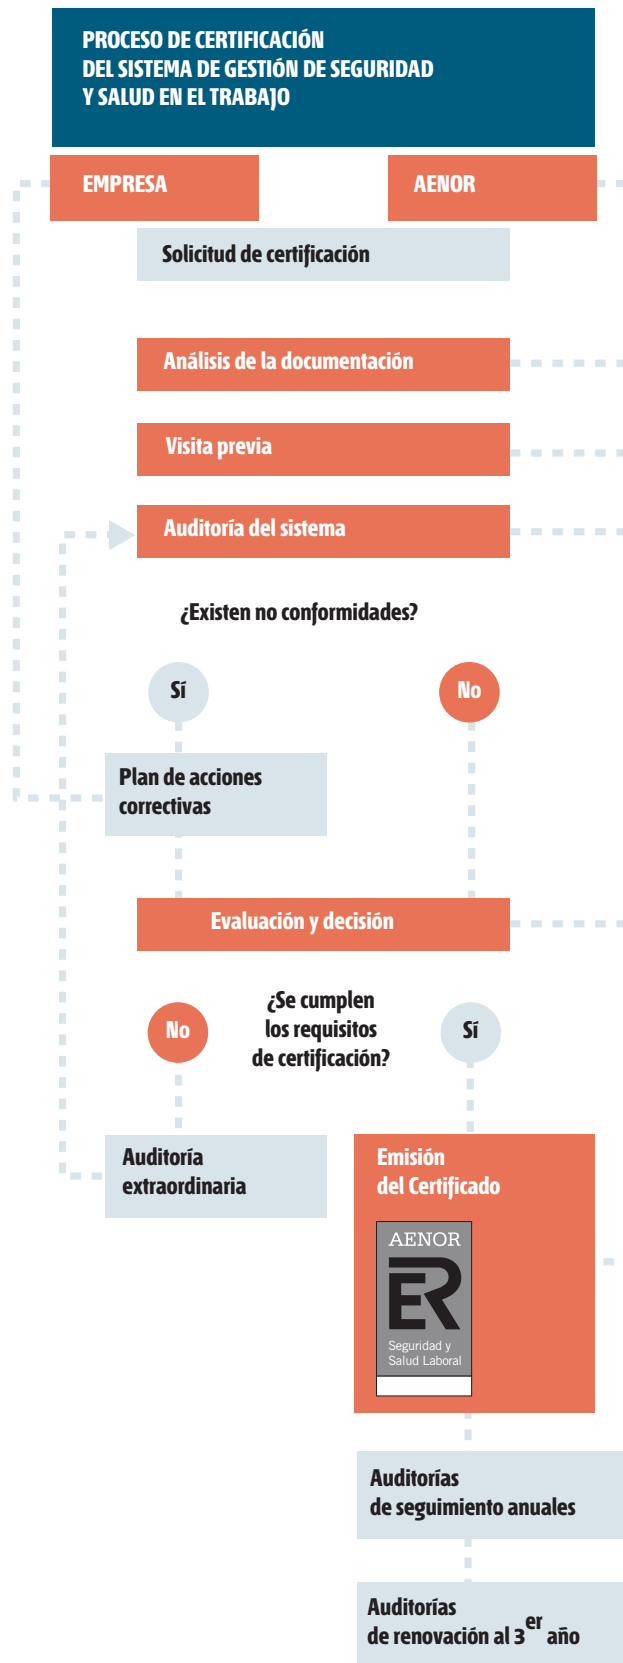 PROCESO DE CERTIFICACIÓN
DEL SISTEMA DE GESTIÓN DE SEGURIDAD
Y SALUD EN EL TRABAJO
EMPRESA
AENOR
Solicitud de certificación
Análisis de la documentación
Visita previa
Auditoría del sistema
¿Existen no conformidades?
Sí
No
Plan de acciones
correctivas
Evaluación y decisión
No
¿Se cumplen
los requisitos
de certificación?
Sí
Auditoría
extraordinaria
Emisión
del Certificado
AENOR
ER
Seguridad y
Salud Laboral
Auditorías
de seguimiento anuales
Auditorías
de renovación al 3er año